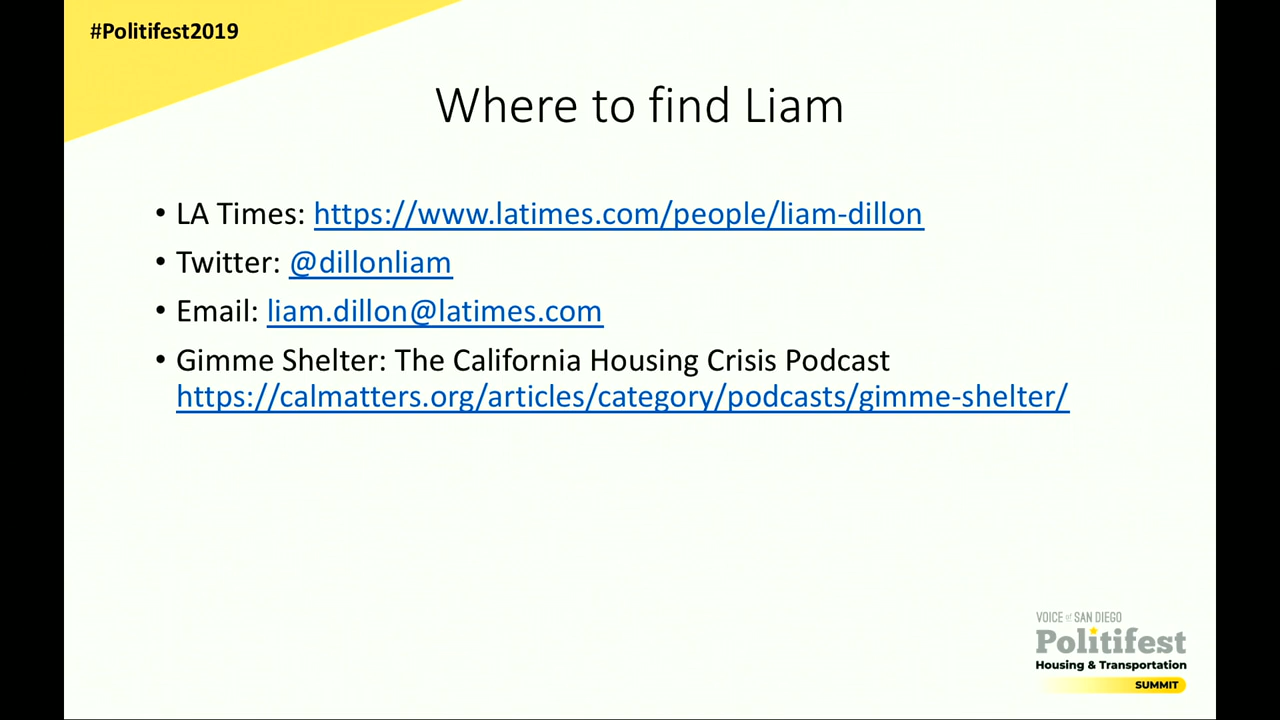 #Politifest2019
Where to find Liam
• LA Times: https://www.latimes.com/people/liam-dillon
• Twitter: @dillonliam
• Email: liam.dillon@latimes.com
• Gimme Shelter: The California Housing Crisis Podcast
https://calmatters.org/articles/category/podcasts/gimme-shelter/
VOICE of SAN DIEGO
Politifest
Housing & Transportation
SUMMIT